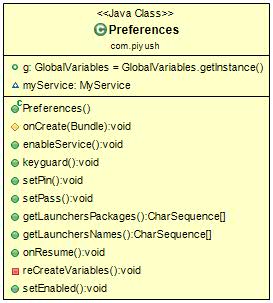 <<Java Class>>
C Preferences
com.piyush
g: GlobalVariables = GlobalVariables.getInstance()
myService: MyService
C Preferences()
onCreate(Bundle):void
enableService():void
keyguard():void
setPin():void
setPass():void
getLaunchersPackages():CharSequence[]
getLaunchersNames():CharSequence[]
onResume():void
reCreateVariables():void
setEnabled():void